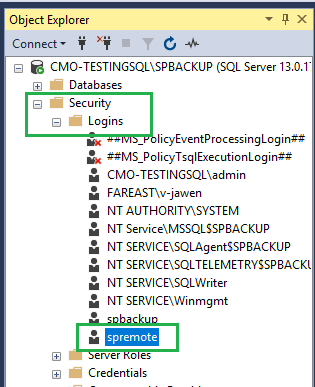 Object Explorer
Connect
CMO-TESTINGSQL\SPBACKUP (SQL Server 13.0.1
Databases
Security
Logins
##MS_PolicyEventProcessingLogin##
##MS_PolicyTsqlExecutionLogin##
CMO-TESTINGSQL\admin
FAREAST\v-jawen
NT AUTHORITY\SYSTEM
NT Service\MSSQL$SPBACKUP
NT SERVICE\SQLAgent$SPBACKUP
NT SERVICE\SQLTELEMETRY$SPBACKU
NT SERVICE\SQLWriter
NT SERVICE\Winmgmt
spbackup
spremote
Server Roles
Credentials